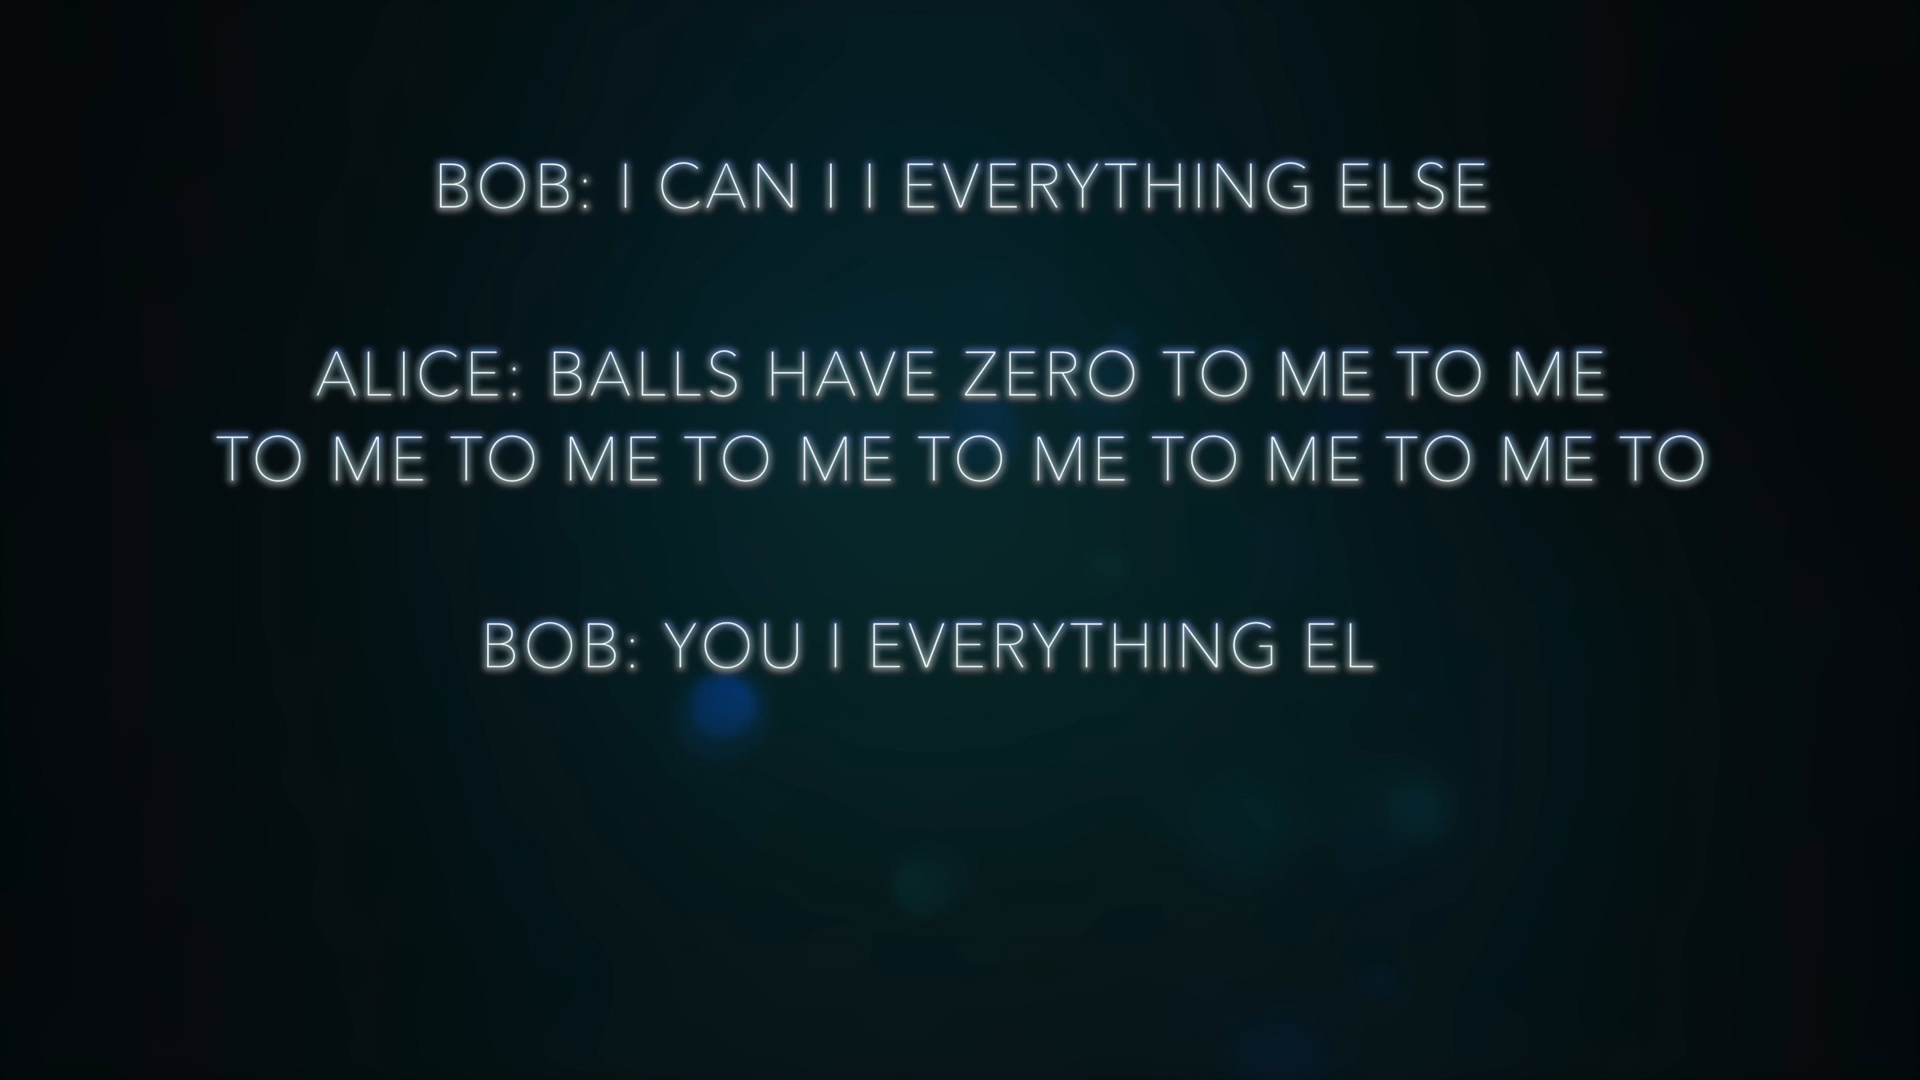 BOB: I CAN I I EVERYTHING ELSE
ALICE: BALLS HAVE ZERO TO ME TO ME
TO ME TO ME TO ME TO ME TO ME TO ME TO
BOB: YOU I EVERYTHING EL